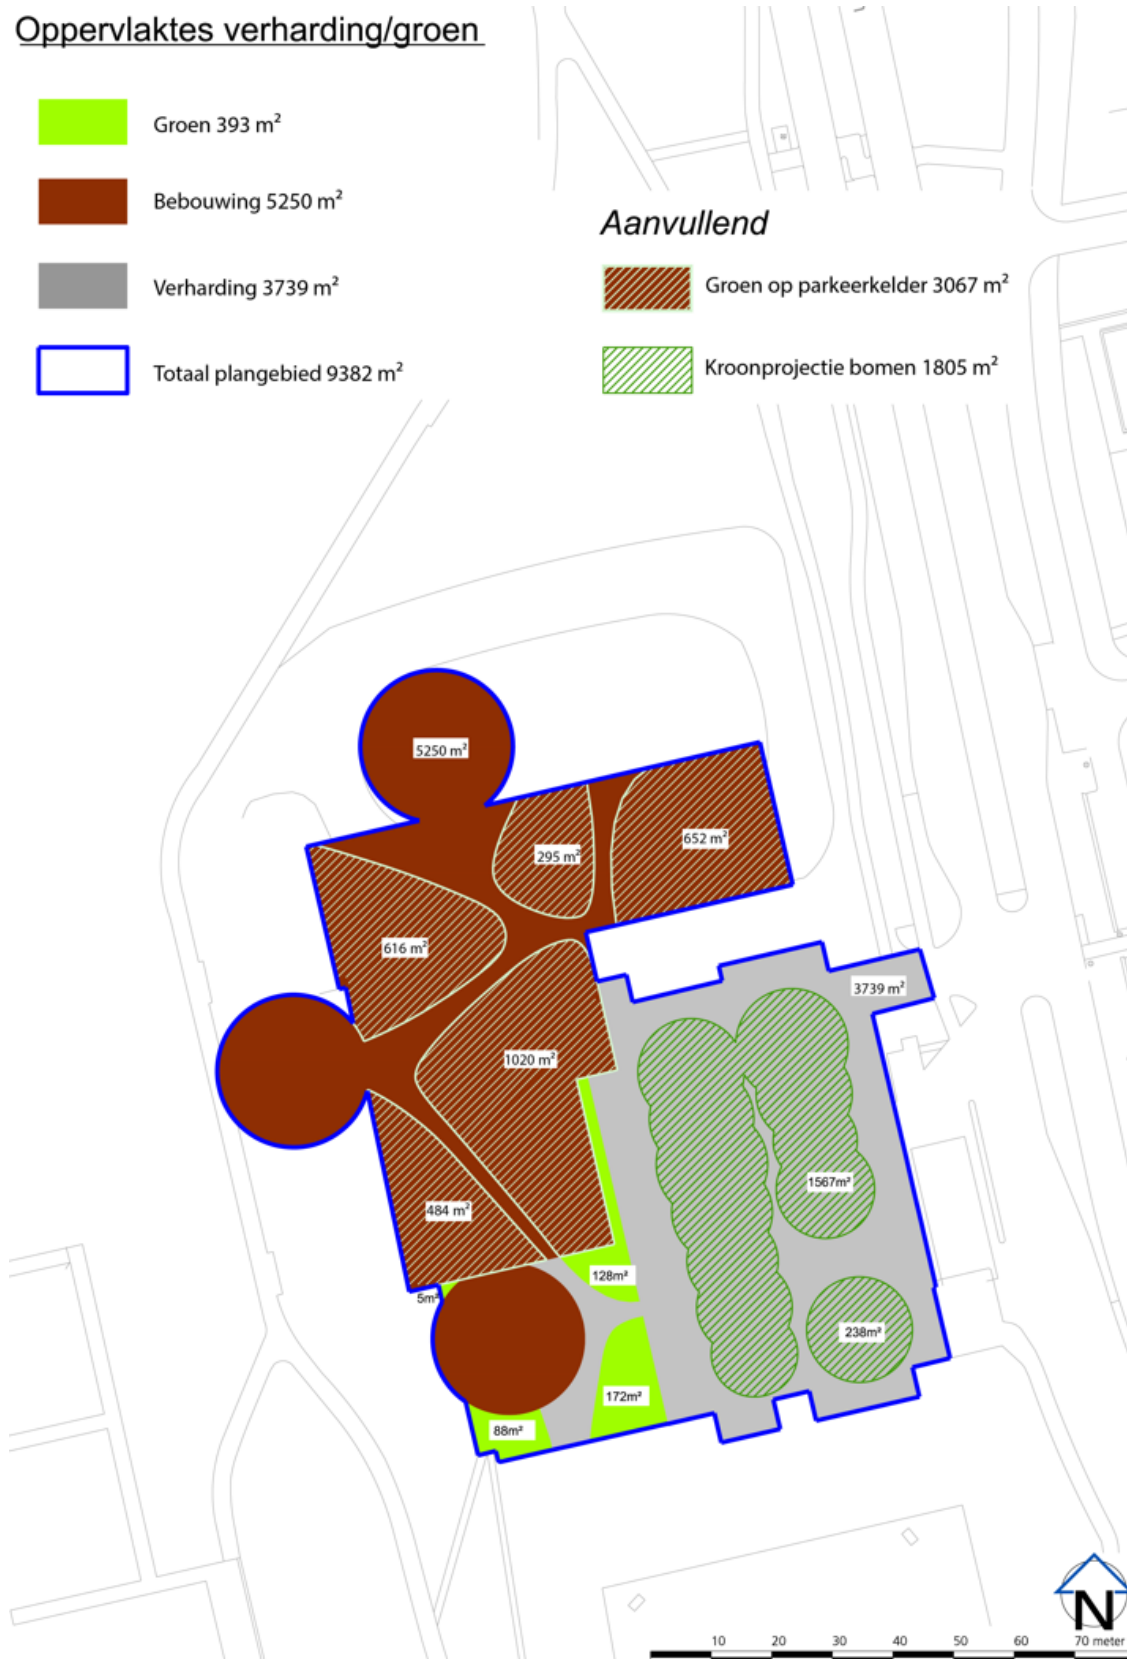 Oppervlaktes verharding/groen
Groen 393 m²
Bebouwing 5250 m²
Verharding 3739 m²
Totaal plangebied 9382 m²
Aanvullend
Groen op parkeerkelder 3067 m²
Kroonprojectie bomen 1805 m²
5250 m²
295 m²
652 m²
616 m²
3739 m²
1020 m²
1567m²
484 m²
128m²
5m²
238m²
172m²
88m²
N
10 20 30 40 50 60 70 meter